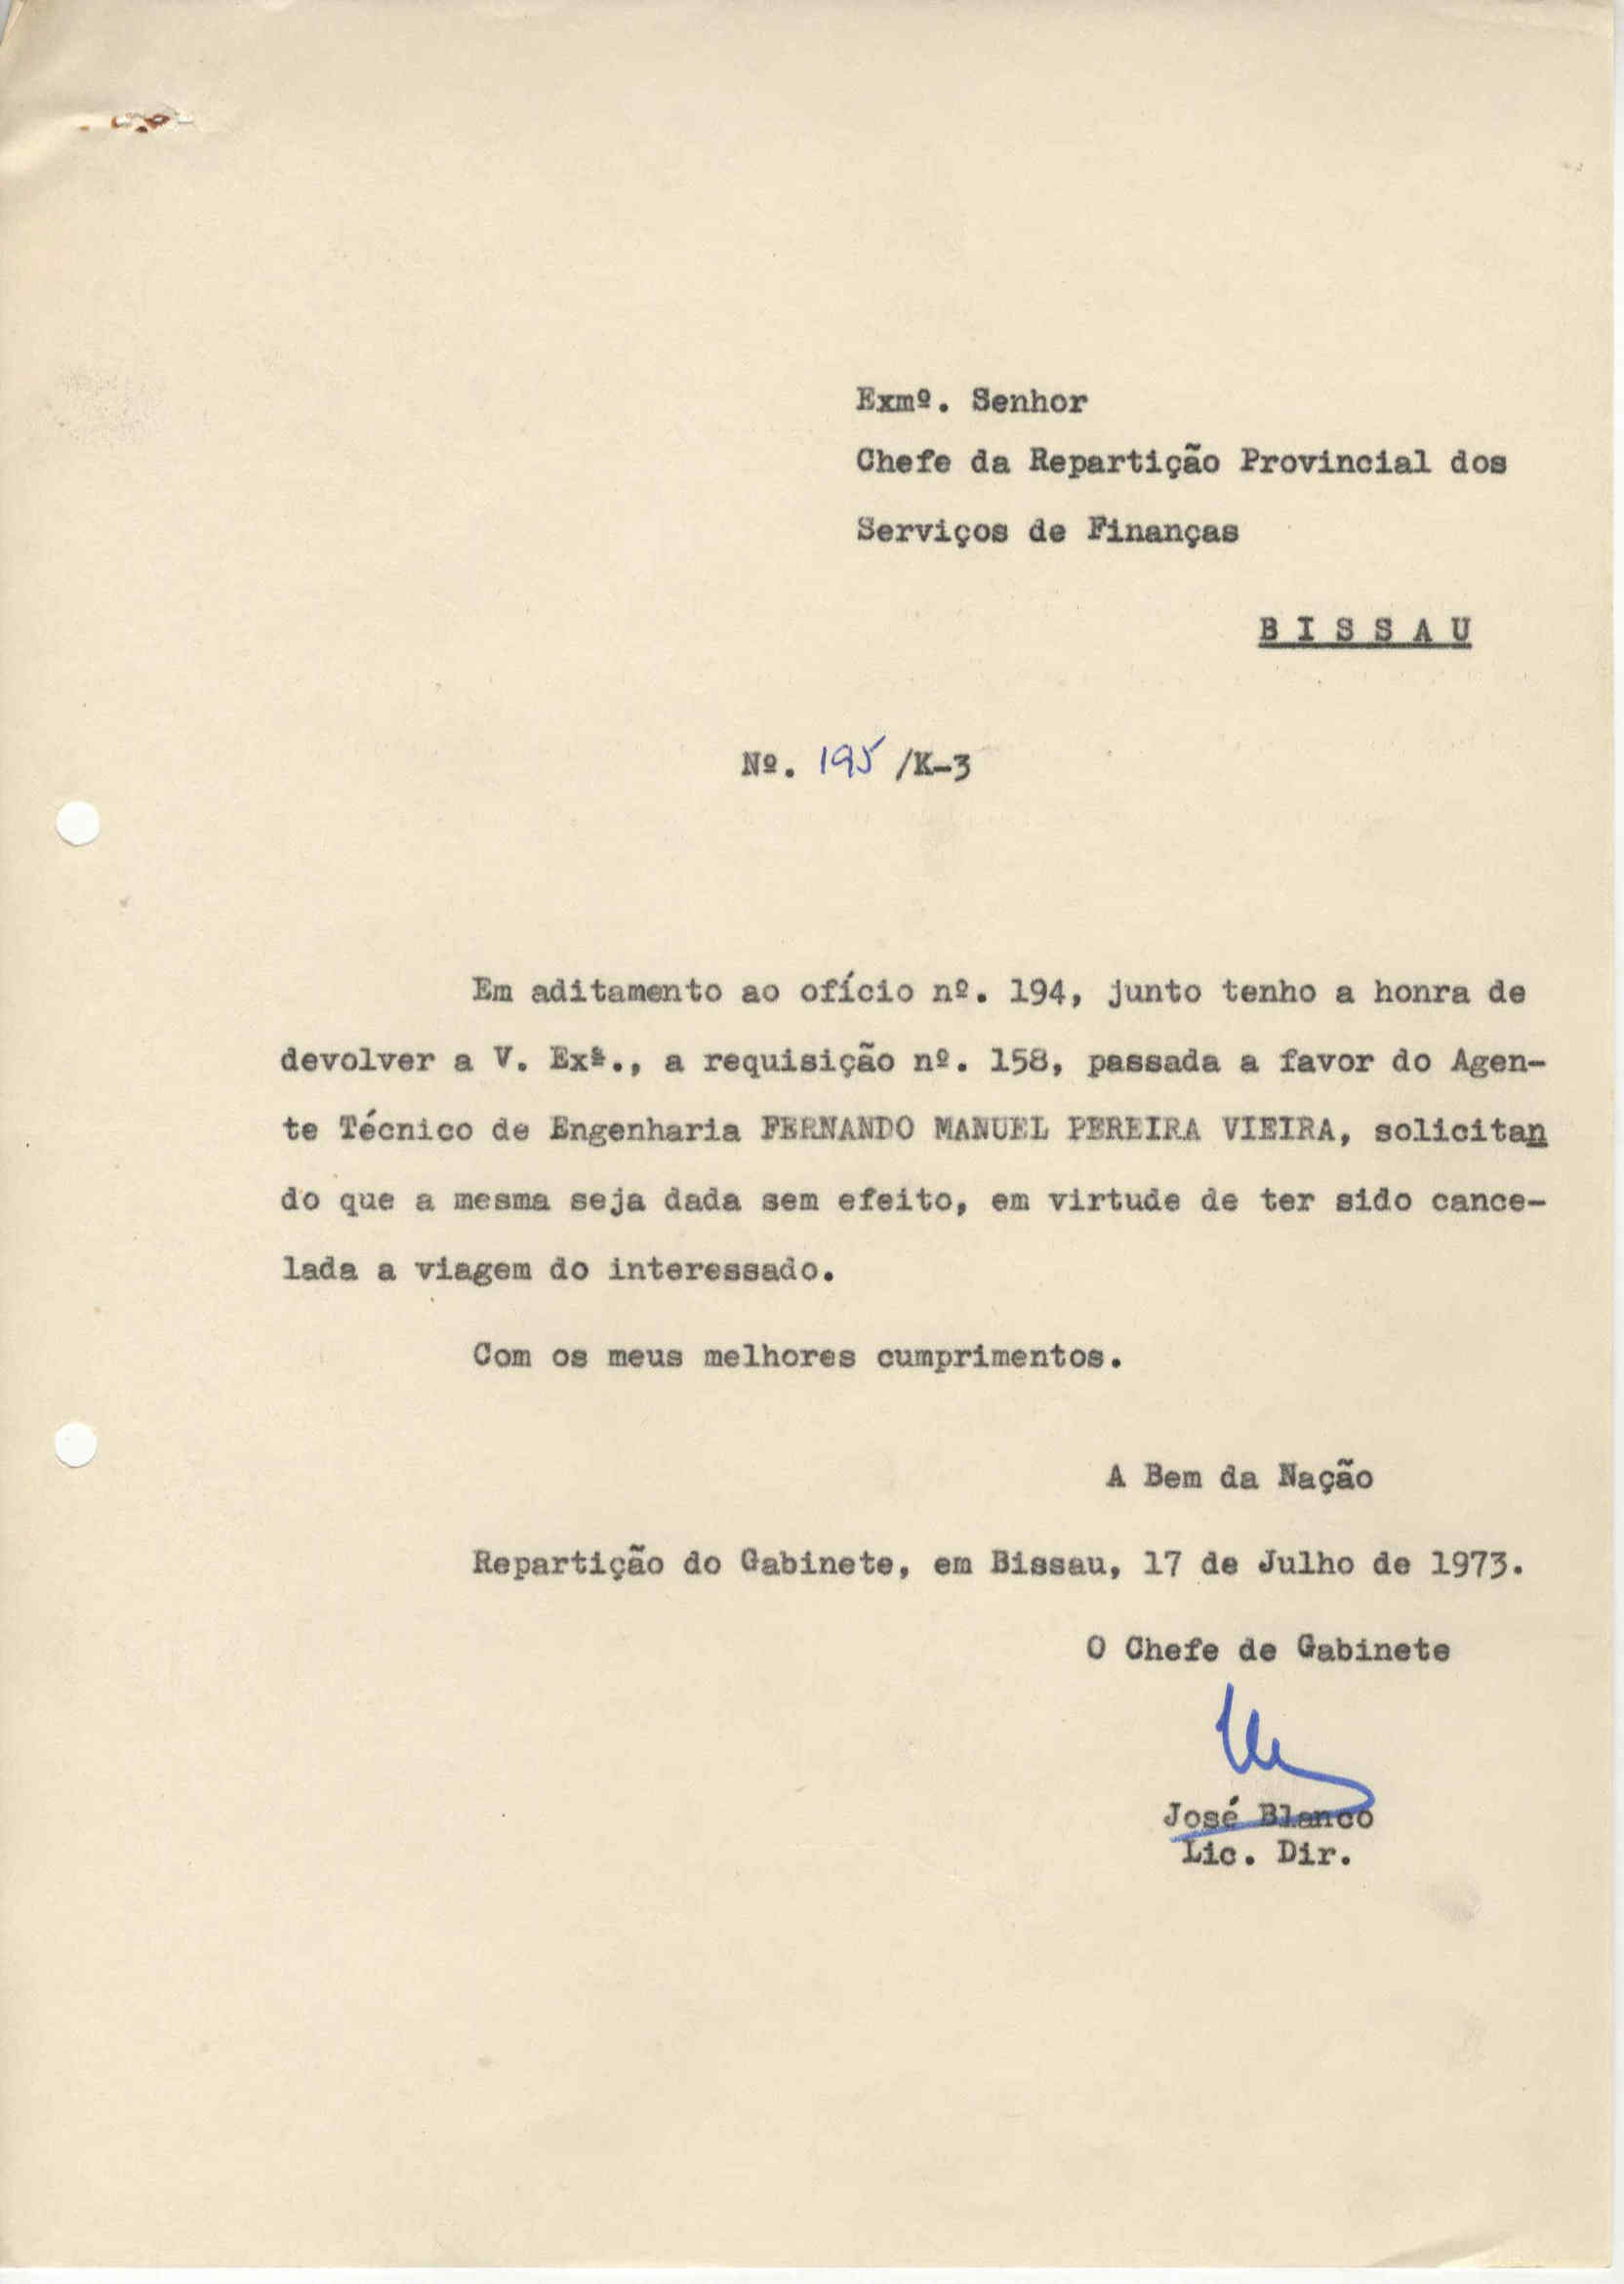 Exmº. Senhor
Chefe da Repartição Provincial dos
Serviços de Finanças
B I S S A U
Nº. 195 /K-3
Em aditamento ao ofício nº. 194, junto tenho a honra de
devolver a V. Exª., a requisição nº. 158, passada a favor do Agen-
te Técnico de Engenharia FERNANDO MANUEL PEREIRA VIEIRA, solicitan
do que a mesma seja dada sem efeito, em virtude de ter sido cance-
lada a viagem do interessado.
Com os meus melhores cumprimentos.
A Bem da Nação
Repartição do Gabinete, em Bissau, 17 de Julho de 1973.
O Chefe de Gabinete
José Blanco
Lic. Dir.